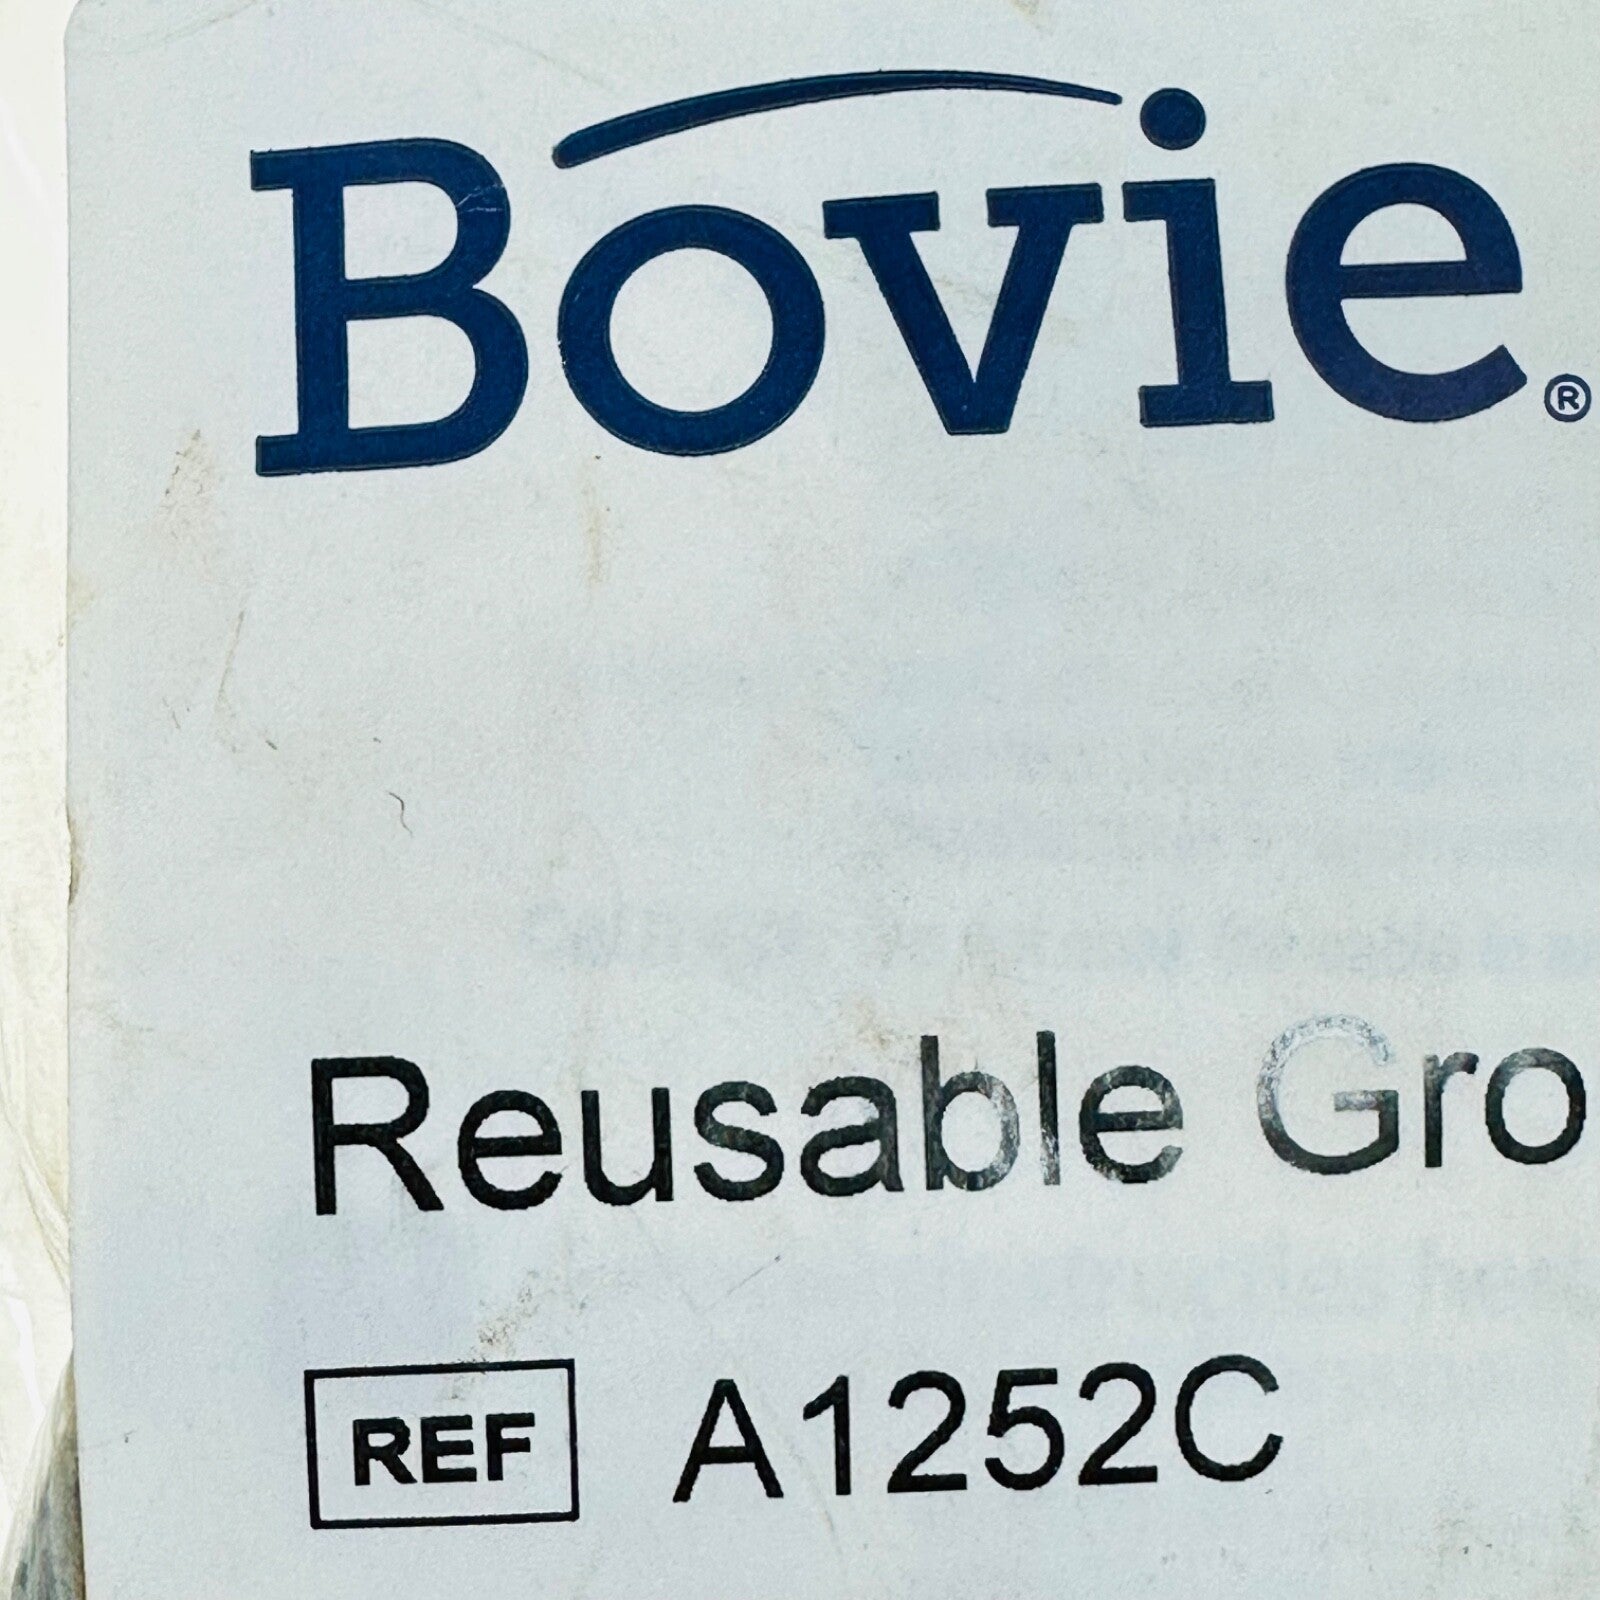 Bovie®
Reusable Gro
REF A1252C